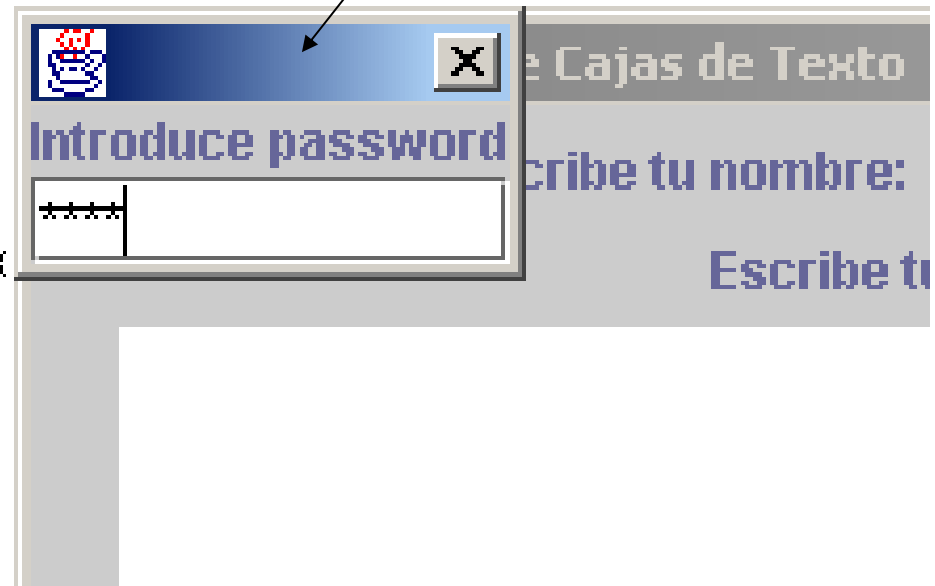 e Cajas de Texto
Introduce password
****
cribe tu nombre:
Escribe tu